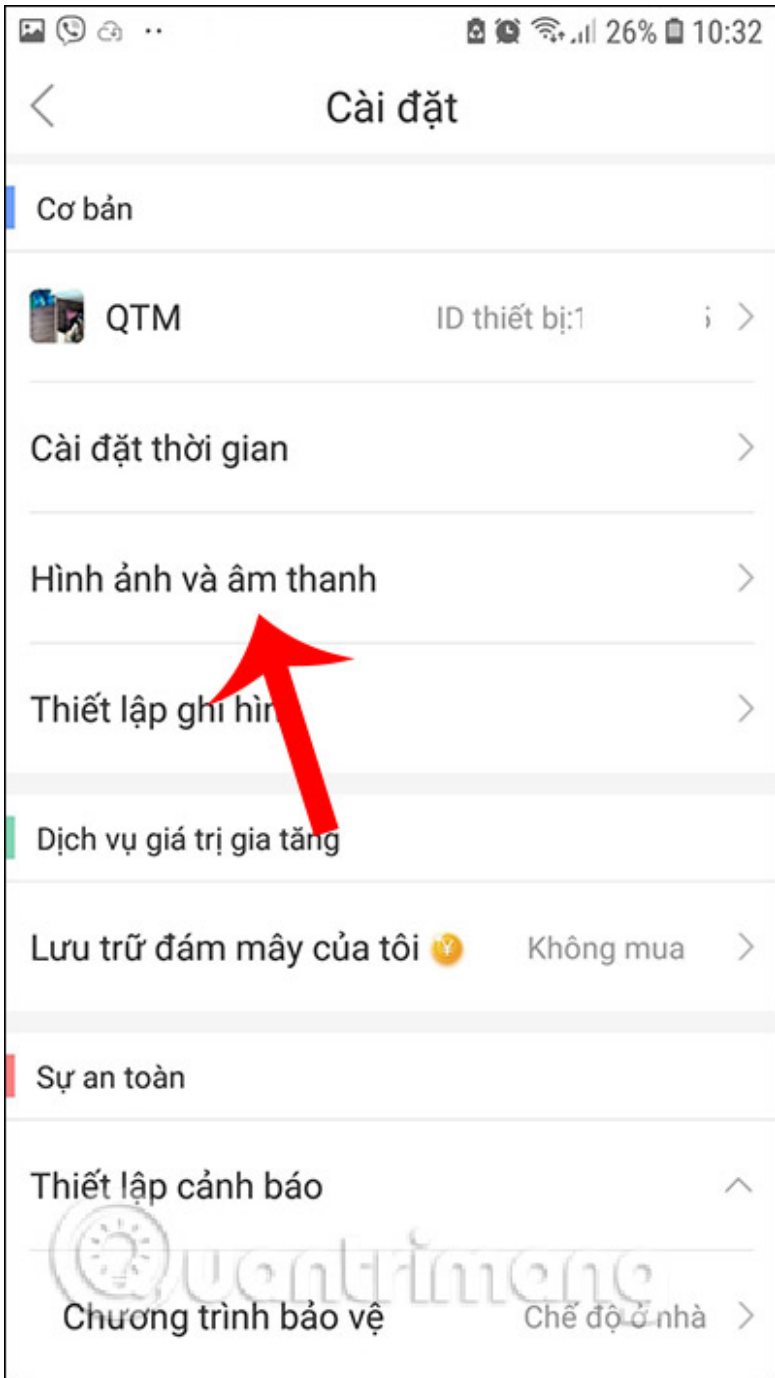 26% 10:32
Cài đặt
Cơ bản
QTM ID thiết bị:1
Cài đặt thời gian
Hình ảnh và âm thanh
Thiết lập ghi
Dịch vụ giá trị gia tăng
Lưu trữ đám mây của tôi Không mua
Sự an toàn
Thiết lập cảnh báo
Quantrimang
Chương trình bảo vệ Chế độ ở nhà